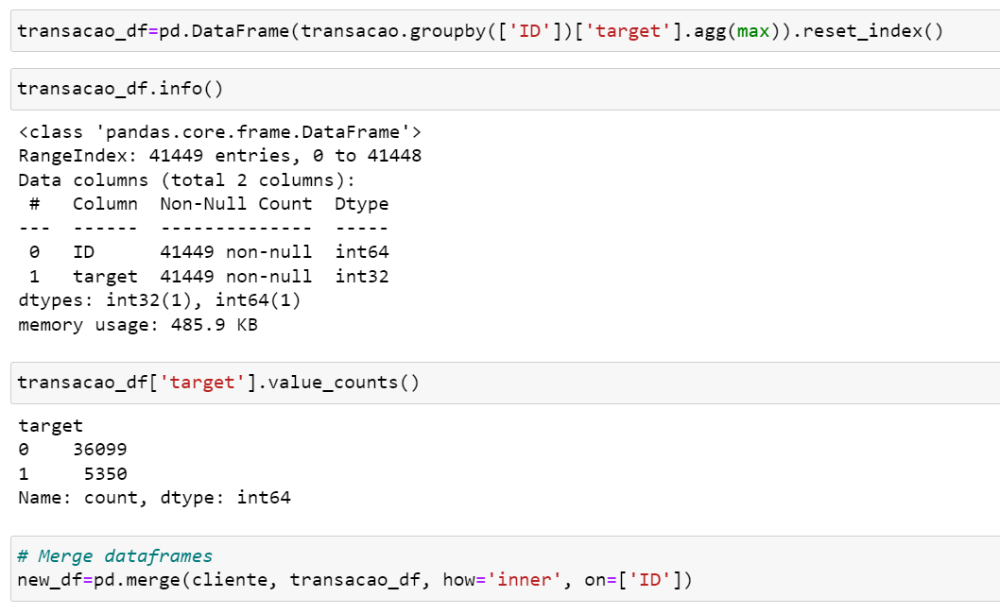 transacao_df=pd.DataFrame(transacao.groupby(['ID'])['target'].agg(max)).reset_index()
transacao_df.info()
<class 'pandas.core.frame.DataFrame'>
RangeIndex: 41449 entries, 0 to 41448
Data columns (total 2 columns):
 #   Column  Non-Null Count  Dtype
---  ------  --------------  -----
 0   ID      41449 non-null  int64
 1   target  41449 non-null  int32
dtypes: int32(1), int64(1)
memory usage: 485.9 KB
transacao_df['target'].value_counts()
target
0    36099
1     5350
Name: count, dtype: int64
# Merge dataframes
new_df=pd.merge(cliente, transacao_df, how='inner', on=['ID'])